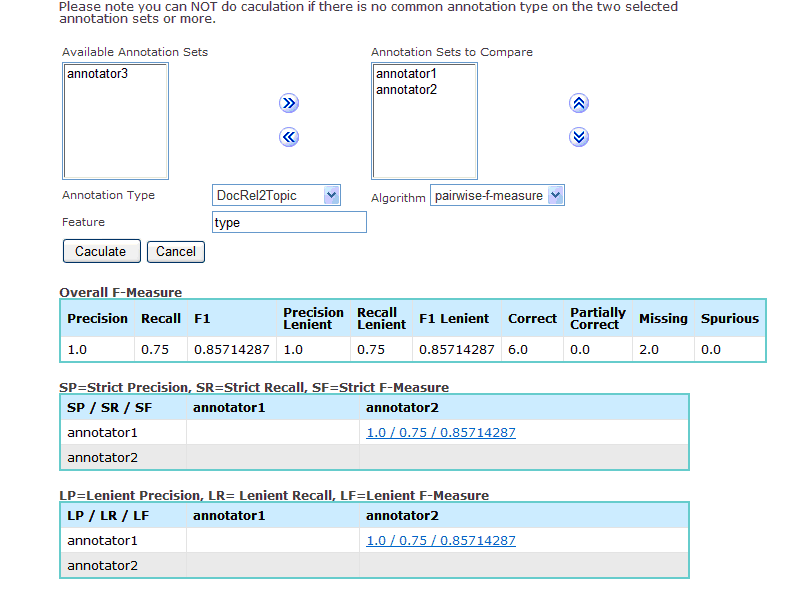 Please note you can NOT do caculation if there is no common annotation type on the two selected
annotation sets or more.
Available Annotation Sets Annotation Sets to Compare
annotator3 annotator1
annotator2
Annotation Type DocRel2Topic Algorithm pairwise-f-measure
Feature type
Caculate Cancel
Overall F-Measure
Precision Recall F1 Precision Lenient Recall Lenient F1 Lenient Correct Partially Correct Missing Spurious
1.0 0.75 0.85714287 1.0 0.75 0.85714287 6.0 0.0 2.0 0.0
SP=Strict Precision, SR=Strict Recall, SF=Strict F-Measure
SP / SR / SF annotator1 annotator2
annotator1 1.0 / 0.75 / 0.85714287
annotator2
LP=Lenient Precision, LR= Lenient Recall, LF=Lenient F-Measure
LP / LR / LF annotator1 annotator2
annotator1 1.0 / 0.75 / 0.85714287
annotator2